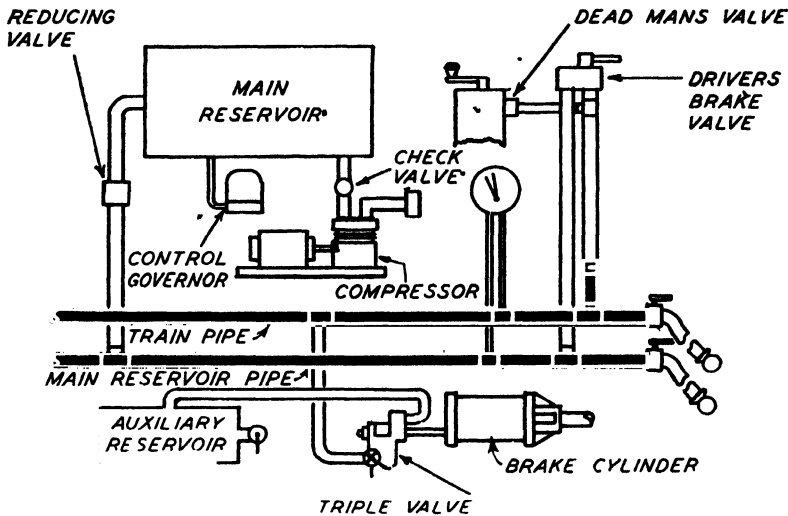 REDUCING
VALVE
DEAD MANS VALVE
MAIN
RESERVOIR
DRIVERS
BRAKE
VALVE
CHECK
VALVE
CONTROL
GOVERNOR
COMPRESSOR
TRAIN PIPE
MAIN RESERVOIR PIPE
AUXILIARY
RESERVOIR
BRAKE CYLINDER
TRIPLE VALVE